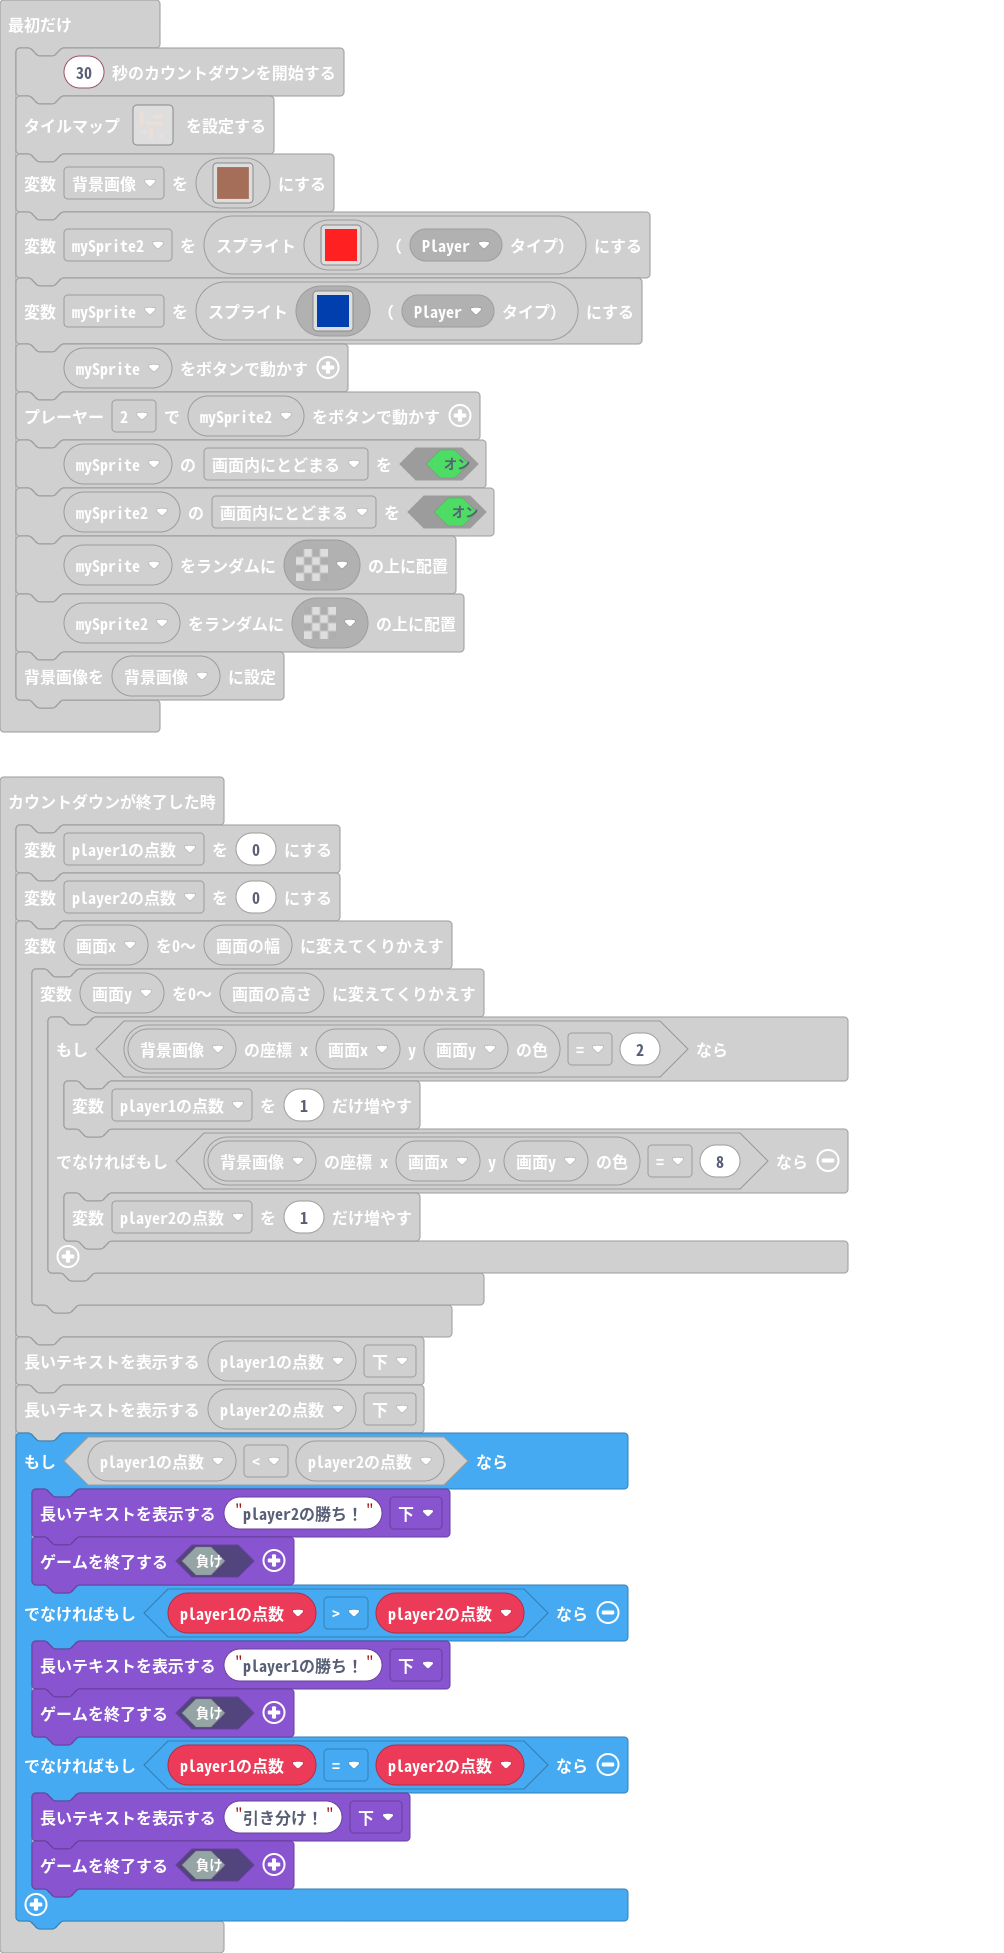 最初だけ
30 秒のカウントダウンを開始する
タイルマップ を設定する
変数 背景画像 を にする
変数 mySprite2 を スプライト ( Player タイプ) にする
変数 mySprite を スプライト ( Player タイプ) にする
mySprite をボタンで動かす
プレーヤー 2 で mySprite2 をボタンで動かす
mySprite の 画面内にとどまる を オン
mySprite2 の 画面内にとどまる を オン
mySprite をランダムに の上に配置
mySprite2 をランダムに の上に配置
背景画像を 背景画像 に設定
カウントダウンが終了した時
変数 player1の点数 を 0 にする
変数 player2の点数 を 0 にする
変数 画面x を0〜 画面の幅 に変えてくりかえす
変数 画面y を0〜 画面の高さ に変えてくりかえす
もし 背景画像 の座標 x 画面x y 画面y の色 = 2 なら
変数 player1の点数 を 1 だけ増やす
でなければもし 背景画像 の座標 x 画面x y 画面y の色 = 8 なら
変数 player2の点数 を 1 だけ増やす
長いテキストを表示する player1の点数 下
長いテキストを表示する player2の点数 下
もし player1の点数 < player2の点数 なら
長いテキストを表示する "player2の勝ち！" 下
ゲームを終了する 負け
でなければもし player1の点数 > player2の点数 なら
長いテキストを表示する "player1の勝ち！" 下
ゲームを終了する 負け
でなければもし player1の点数 = player2の点数 なら
長いテキストを表示する "引き分け！" 下
ゲームを終了する 負け